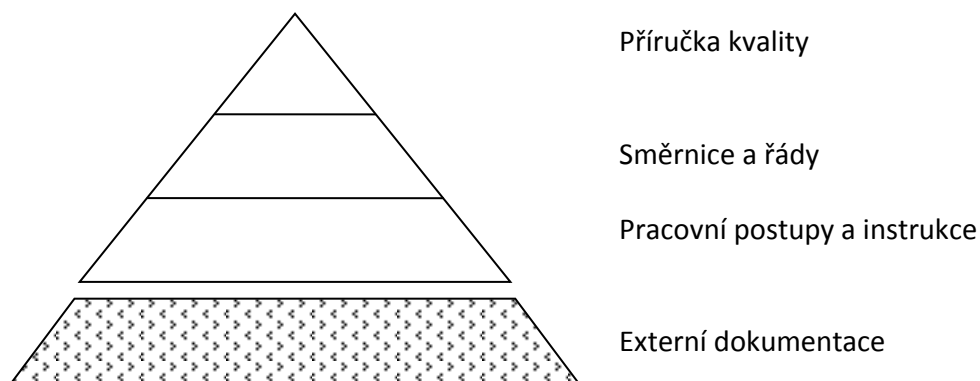 Příručka kvality
Směrnice a řády
Pracovní postupy a instrukce
Externí dokumentace